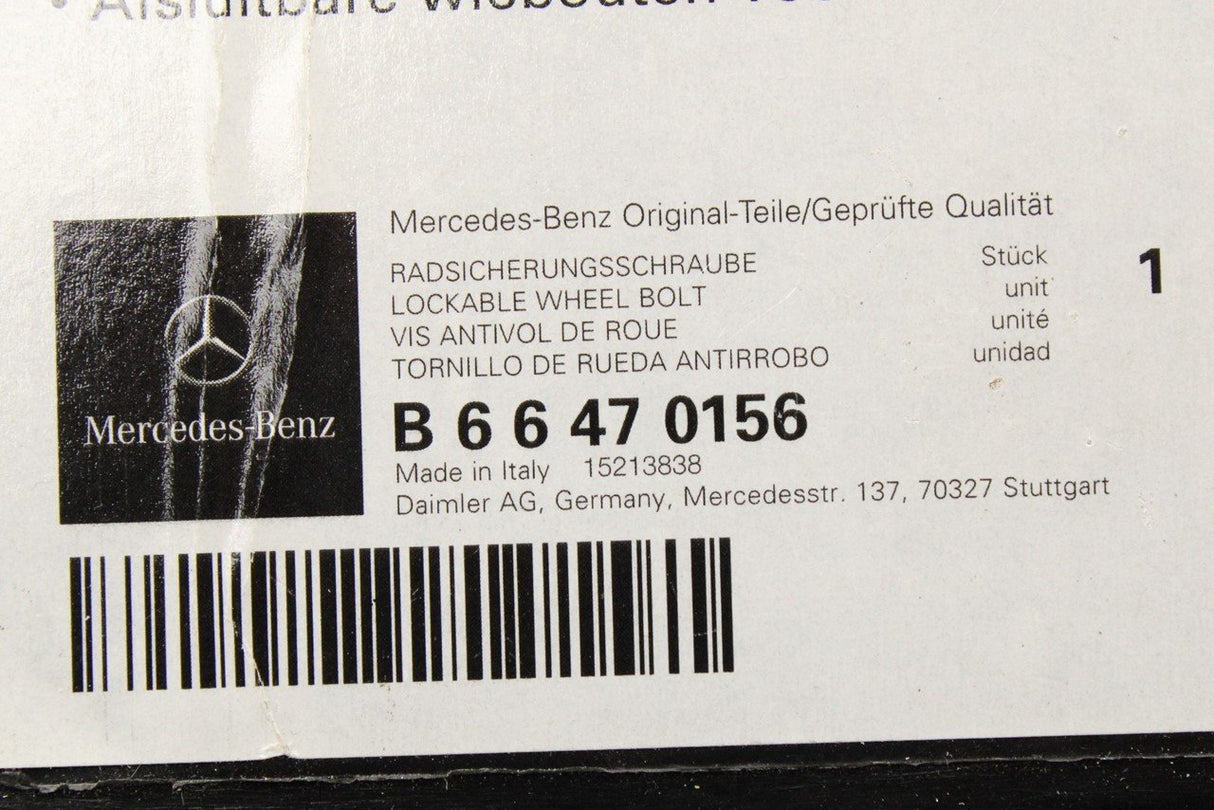 • Afsluitbare wielbouten
Mercedes-Benz Original-Teile/Geprüfte Qualität
RADSICHERUNGSSCHRAUBE Stück 1
LOCKABLE WHEEL BOLT unit
VIS ANTIVOL DE ROUE unité
TORNILLO DE RUEDA ANTIRROBO unidad
Mercedes-Benz
B 6 6 47 0156
Made in Italy 15213838
Daimler AG, Germany, Mercedesstr. 137, 70327 Stuttgart